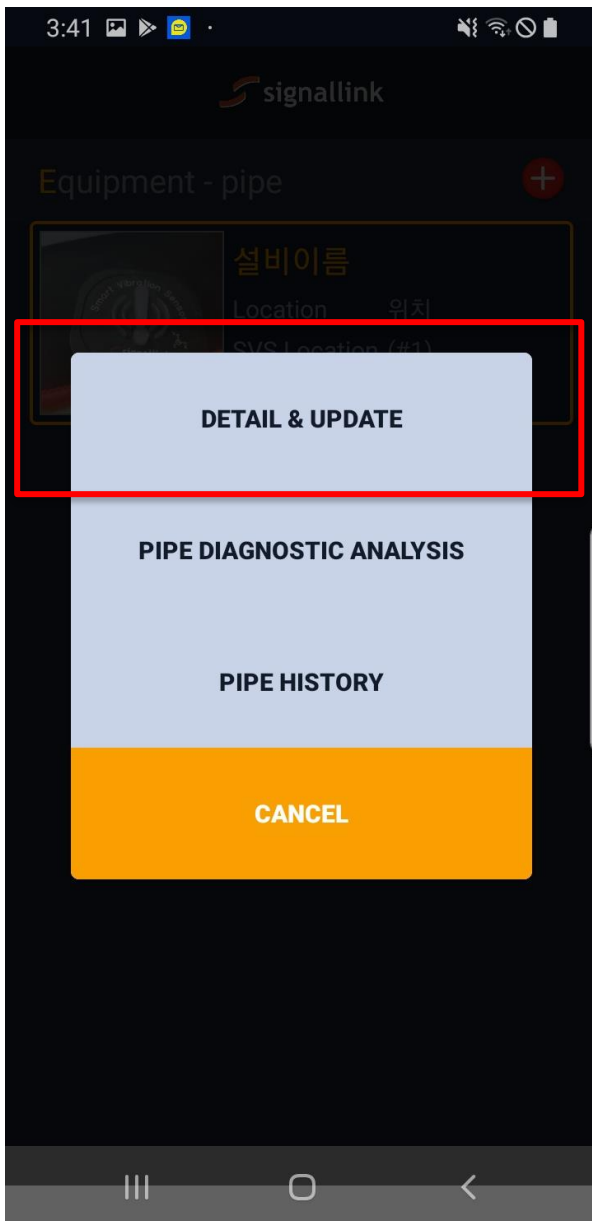 3:41
signallink
Equipment - pipe
설비이름
Location 위치
SVS Location (#1)
DETAIL & UPDATE
PIPE DIAGNOSTIC ANALYSIS
PIPE HISTORY
CANCEL